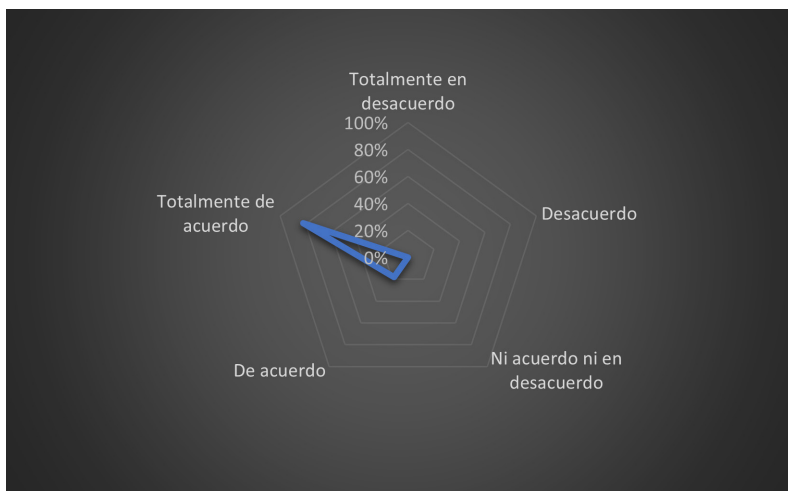 Totalmente en
desacuerdo
100%
80%
60%
40%
20%
0%
Desacuerdo
Ni acuerdo ni en
desacuerdo
De acuerdo
Totalmente de
acuerdo